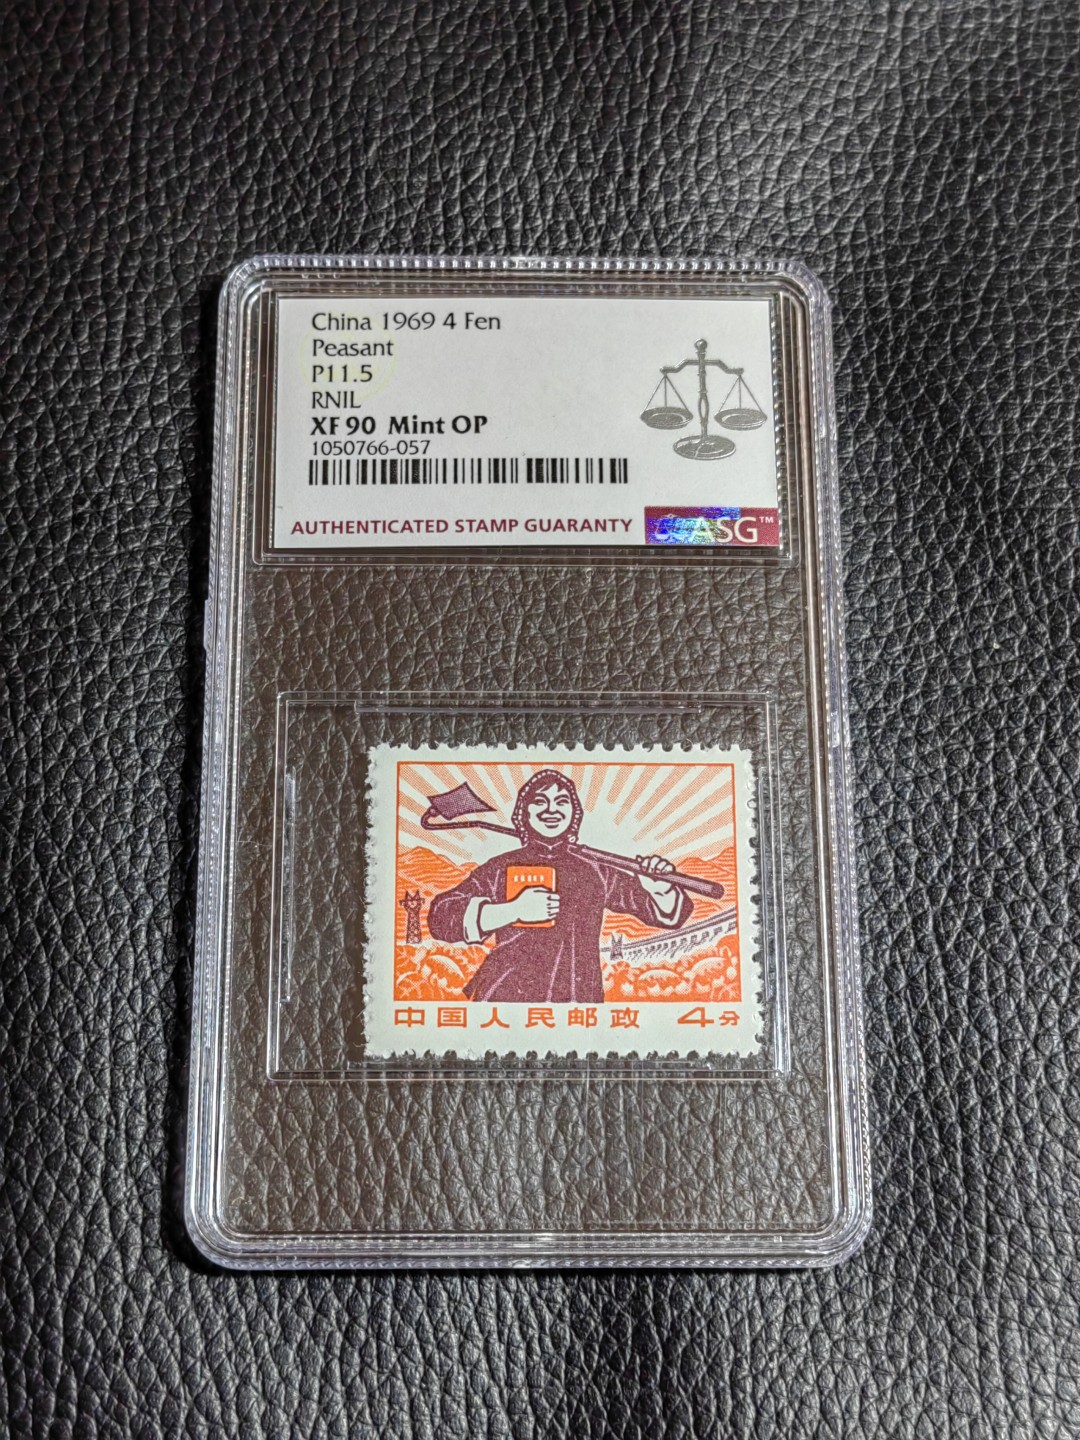 China 1969 4 Fen
Peasant
P11.5
RNIL
XF 90 Mint OP
1050766-057
AUTHENTICATED STAMP GUARANTY
ASG™
中国人民邮政 4分